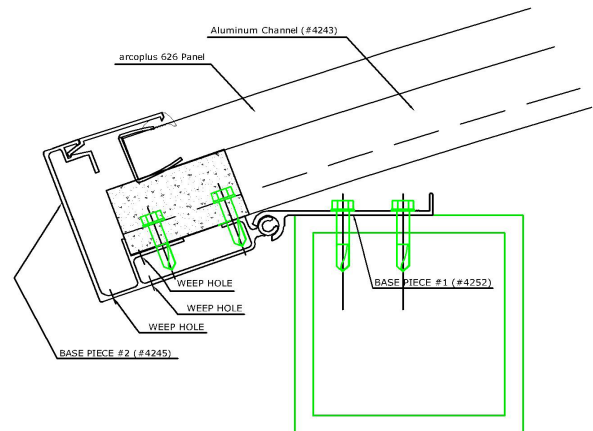 Aluminum Channel (#4243)
arcoplus 626 Panel
WEEP HOLE
BASE PIECE #1 (#4252)
WEEP HOLE
WEEP HOLE
BASE PIECE #2 (#4245)